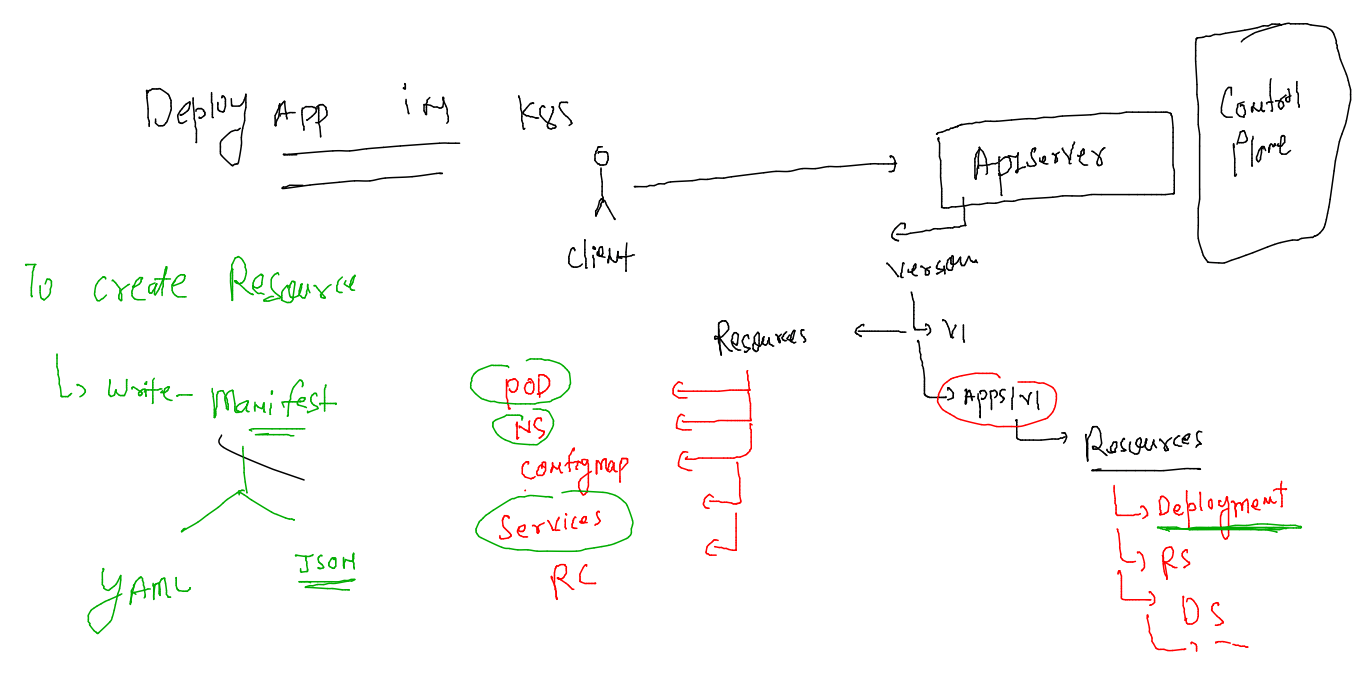 Deploy App in K8S
Control
Plane
ApiServer
client
Version
To create Resource
V1
Resources
Write - Manifest
POD
Apps/V1
NS
Resources
configmap
Deployment
Services
YAML
JSON
RC
RS
DS